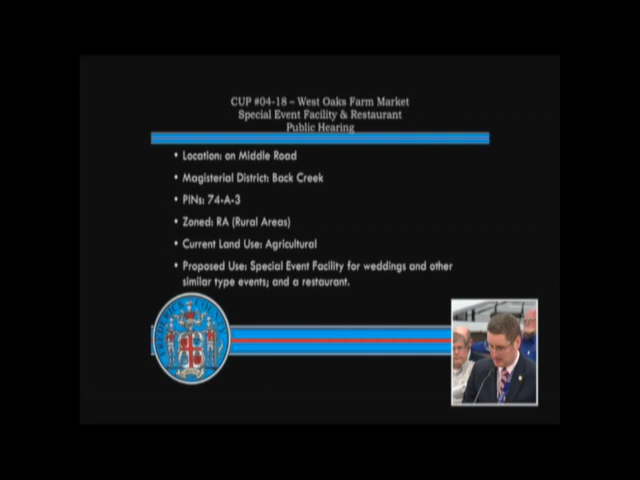 CUP #04-18 – West Oaks Farm Market
Special Event Facility & Restaurant
Public Hearing
• Location: on Middle Road
• Magisterial District: Back Creek
• PINs: 74-A-3
• Zoned: RA (Rural Areas)
• Current Land Use: Agricultural
• Proposed Use: Special Event Facility for weddings and other
similar type events; and a restaurant.
FREDERICK COUNTY